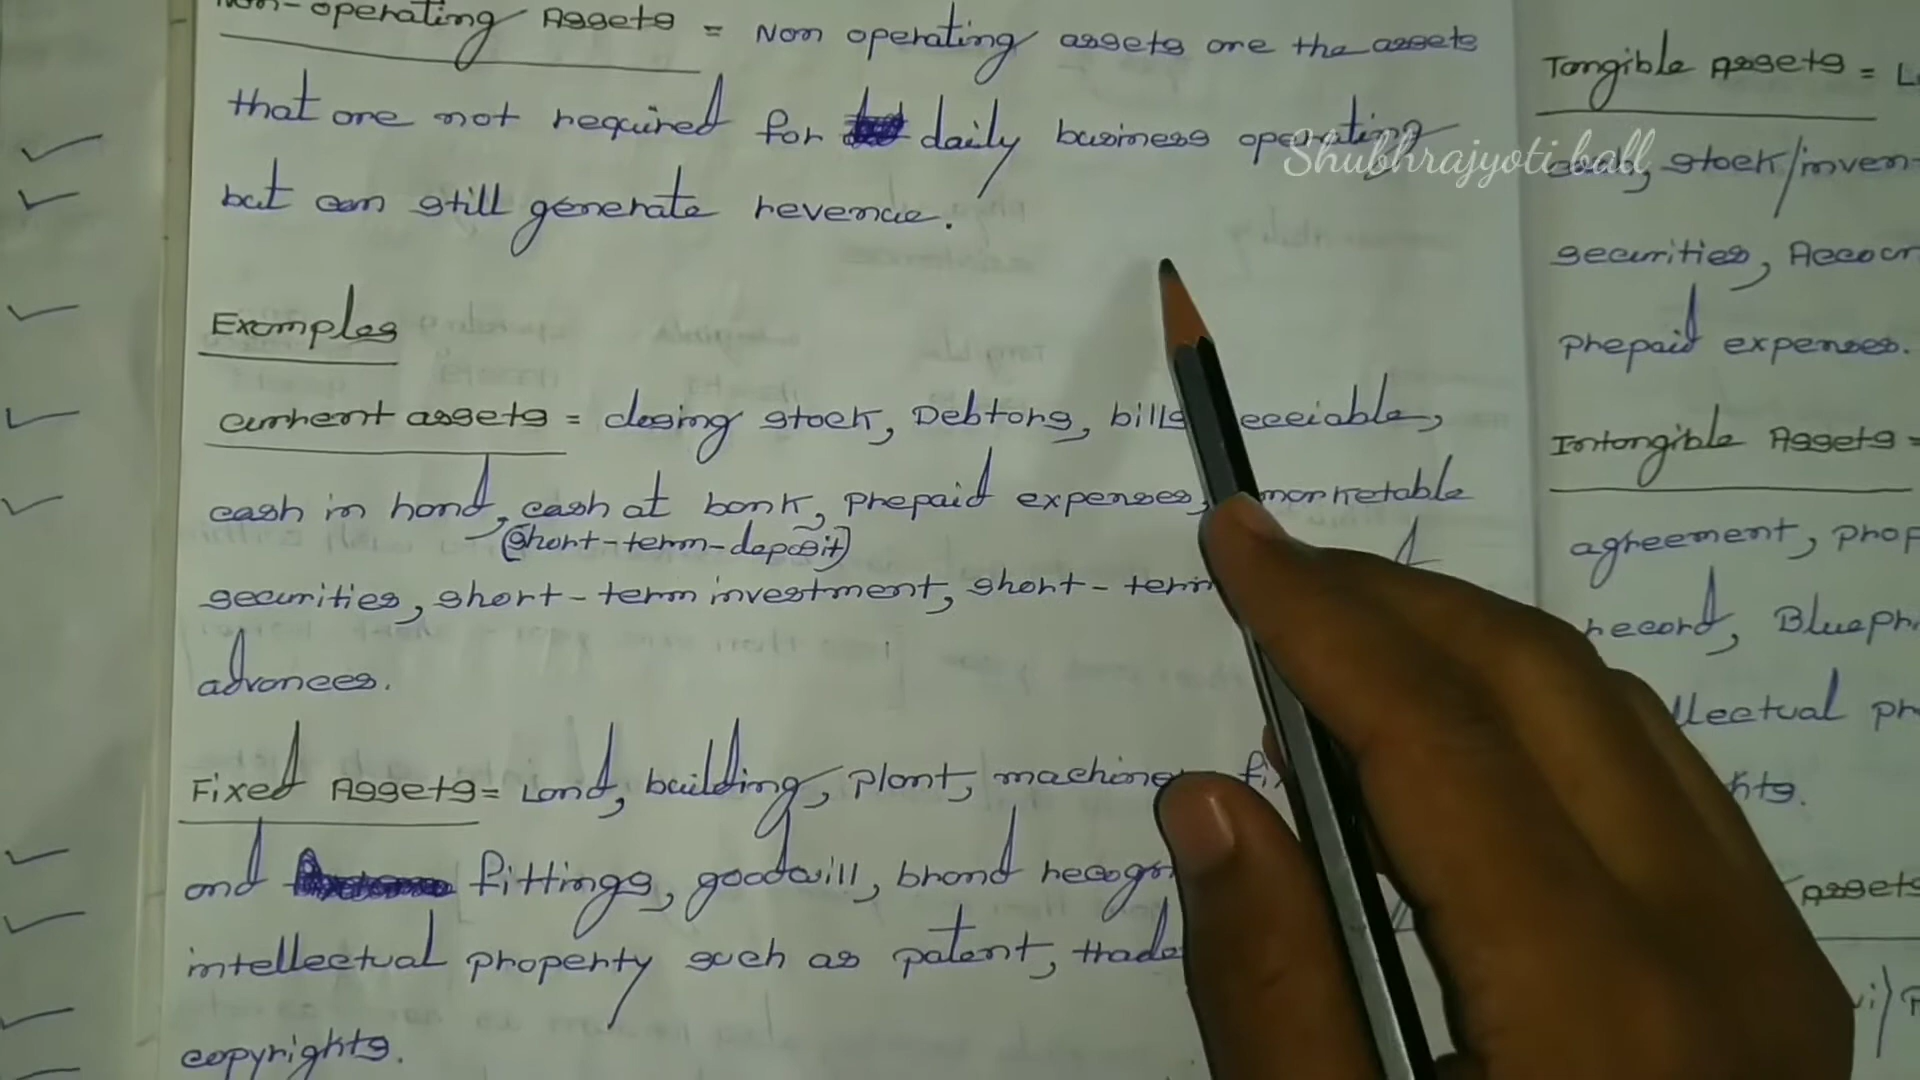 Non-operating Assets = Non operating assets are the assets
that are not required for daily business operating
but can still generate revenue.
Examples
current assets = closing stock, Debtors, bills
cash in hand, cash at bank, prepaid expenses, marketable
(short-term-deposit)
securities, short-term investment, short-term
advances.
Fixed Assets = Land, building, plant, machinery
and fittings, goodwill, brand
intellectual property such as patent,
copyrights.
Tangible Assets =
cash, stock/inven-
securities,
prepaid expenses.
Intangible Assets =
agreement,
record,
Assets
Shubhrajyoti ball